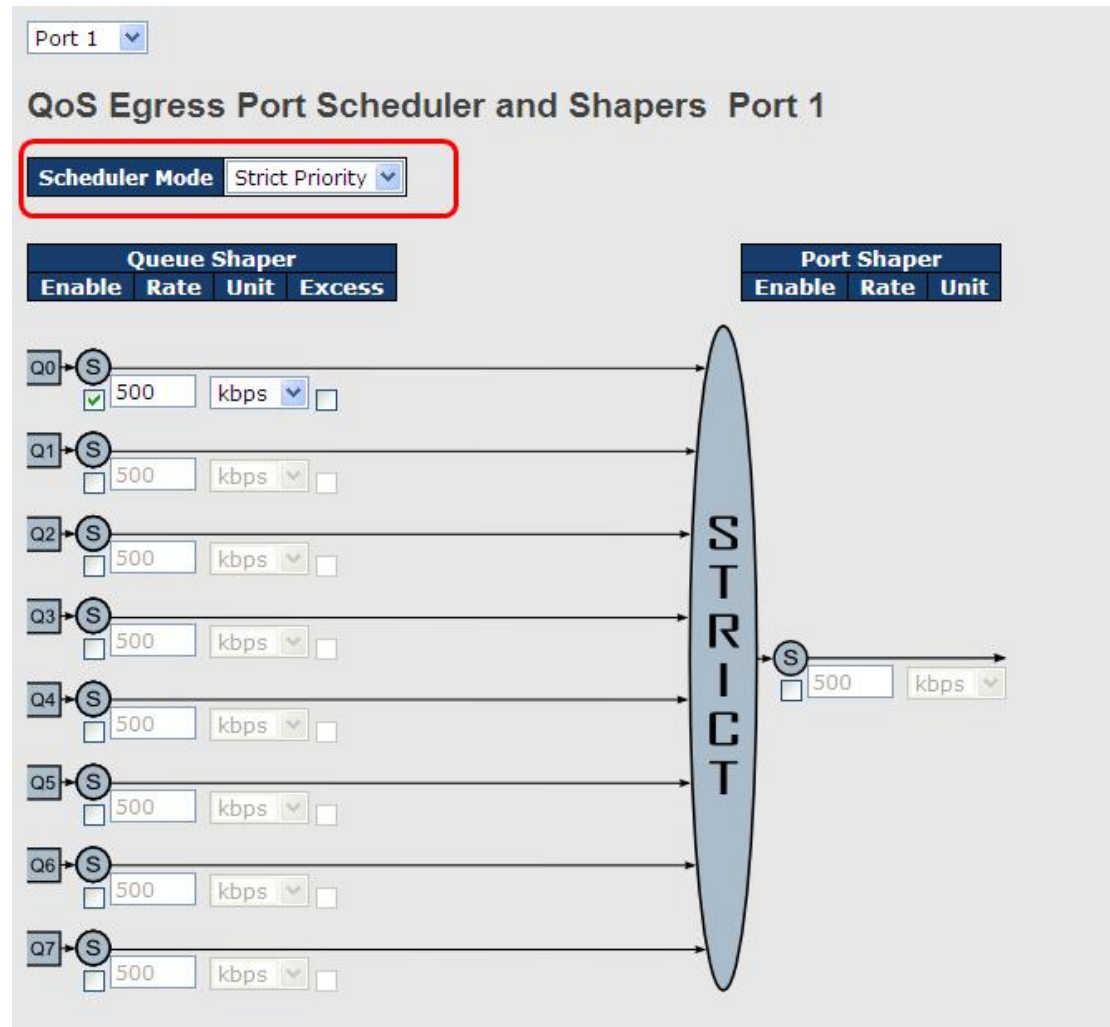 Port 1
QoS Egress Port Scheduler and Shapers Port 1
Scheduler Mode Strict Priority
Queue Shaper
Enable Rate Unit Excess
Port Shaper
Enable Rate Unit
Q0 S
500 kbps
Q1 S
500 kbps
Q2 S
500 kbps
Q3 S
500 kbps
Q4 S
500 kbps
Q5 S
500 kbps
Q6 S
500 kbps
Q7 S
500 kbps
STRICT
S
500 kbps